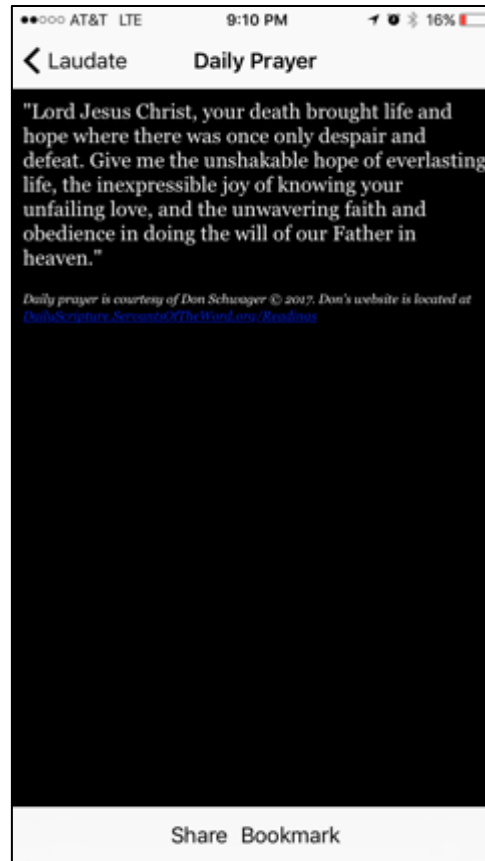 AT&T LTE 9:10 PM 16%
Laudate Daily Prayer
"Lord Jesus Christ, your death brought life and
hope where there was once only despair and
defeat. Give me the unshakable hope of everlasting
life, the inexpressible joy of knowing your
unfailing love, and the unwavering faith and
obedience in doing the will of our Father in
heaven."
Daily prayer is courtesy of Don Schwager © 2017. Don's website is located at
DailyScripture.ServantsOfTheWord.org/Readings
Share Bookmark